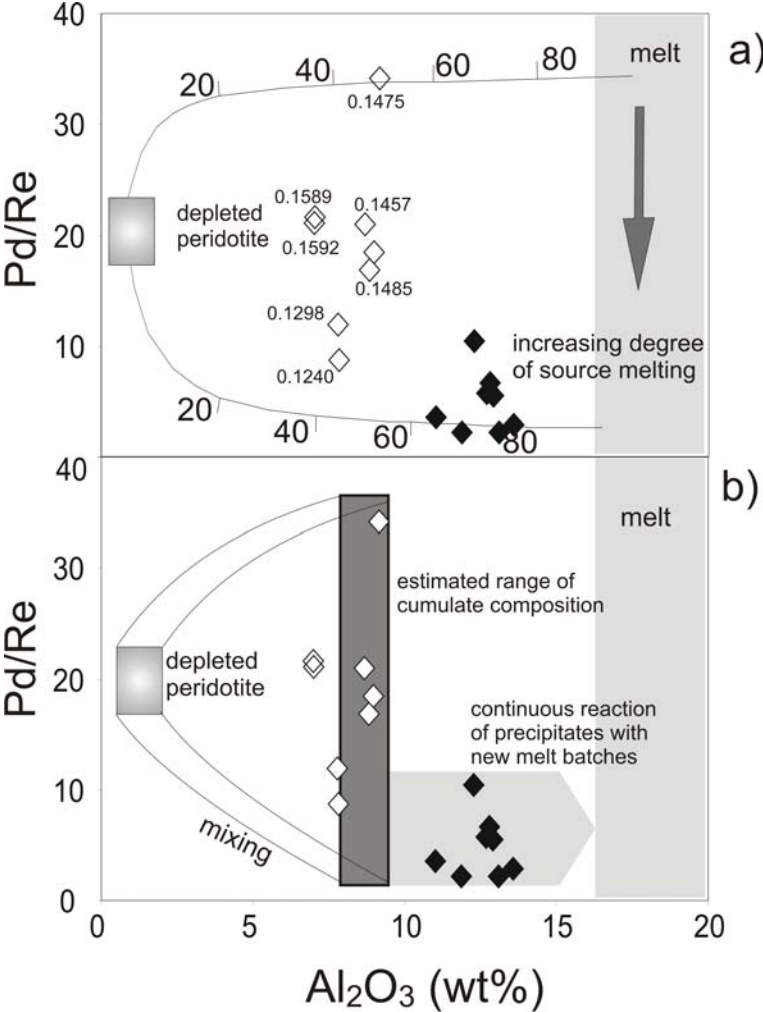 40
20
40
60
80
melt
a)
0.1475
30
0.1589
0.1457
depleted
peridotite
20
0.1592
0.1485
Pd/Re
0.1298
increasing degree
of source melting
10
0.1240
20
40
60
80
40
b)
melt
estimated range of
cumulate composition
30
depleted
peridotite
20
Pd/Re
continuous reaction
of precipitates with
new melt batches
10
mixing
0
0 5 10 15 20
Al₂O₃ (wt%)